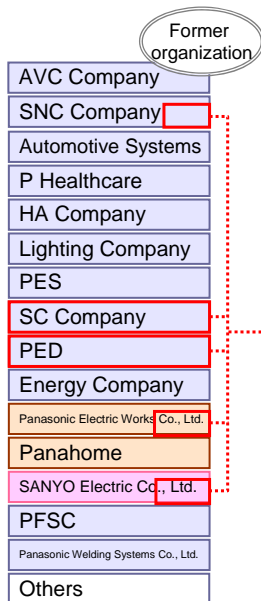 Former
organization
AVC Company
SNC Company
Automotive Systems
P Healthcare
HA Company
Lighting Company
PES
SC Company
PED
Energy Company
Panasonic Electric Works Co., Ltd.
Panahome
SANYO Electric Co., Ltd.
PFSC
Panasonic Welding Systems Co., Ltd.
Others